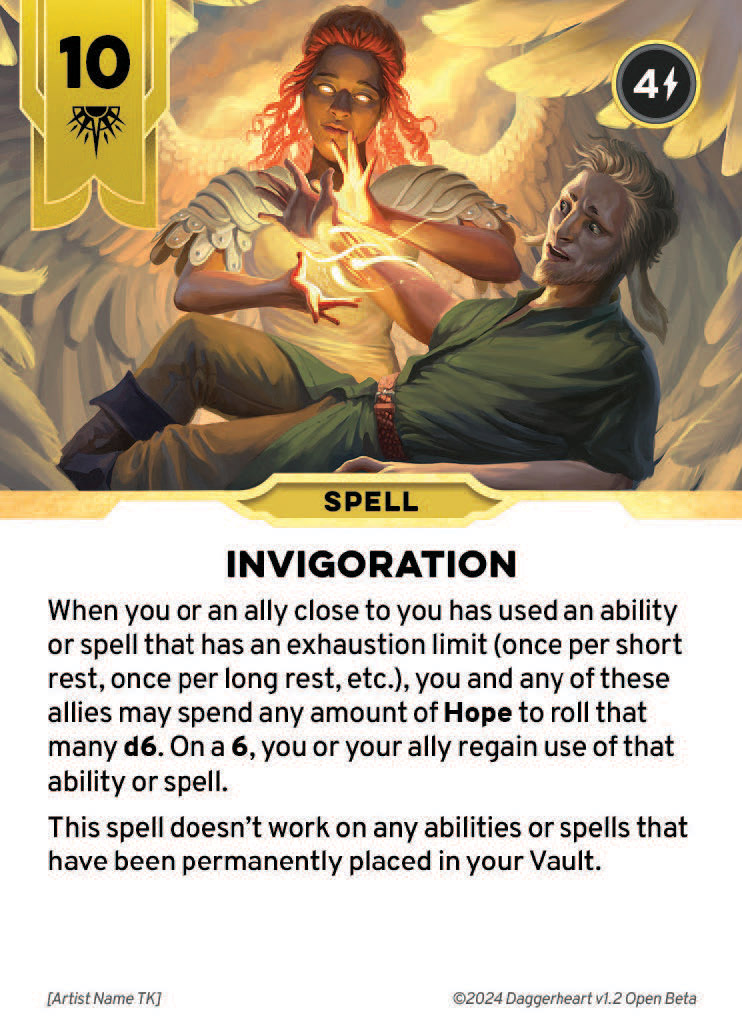 10
4
SPELL
INVIGORATION
When you or an ally close to you has used an ability
or spell that has an exhaustion limit (once per short
rest, once per long rest, etc.), you and any of these
allies may spend any amount of Hope to roll that
many d6. On a 6, you or your ally regain use of that
ability or spell.
This spell doesn't work on any abilities or spells that
have been permanently placed in your Vault.
[Artist Name TK]
©2024 Daggerheart v1.2 Open Beta